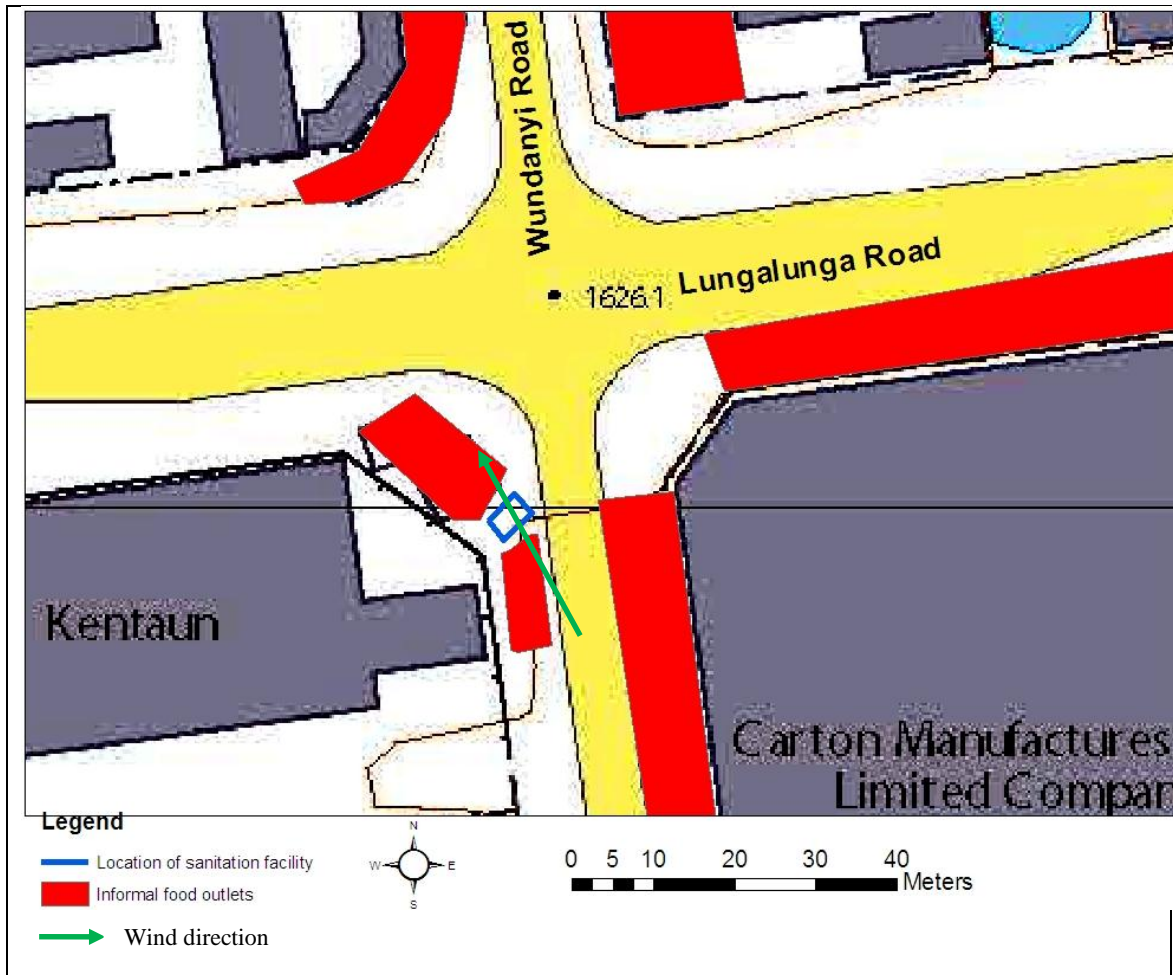 Wundanyi Road
Lungalunga Road
1626.1
Kentaun
Carton Manufactures
Limited Compan
Legend
Location of sanitation facility
Informal food outlets
Wind direction
N
W E
S
0 5 10 20 30 40
Meters